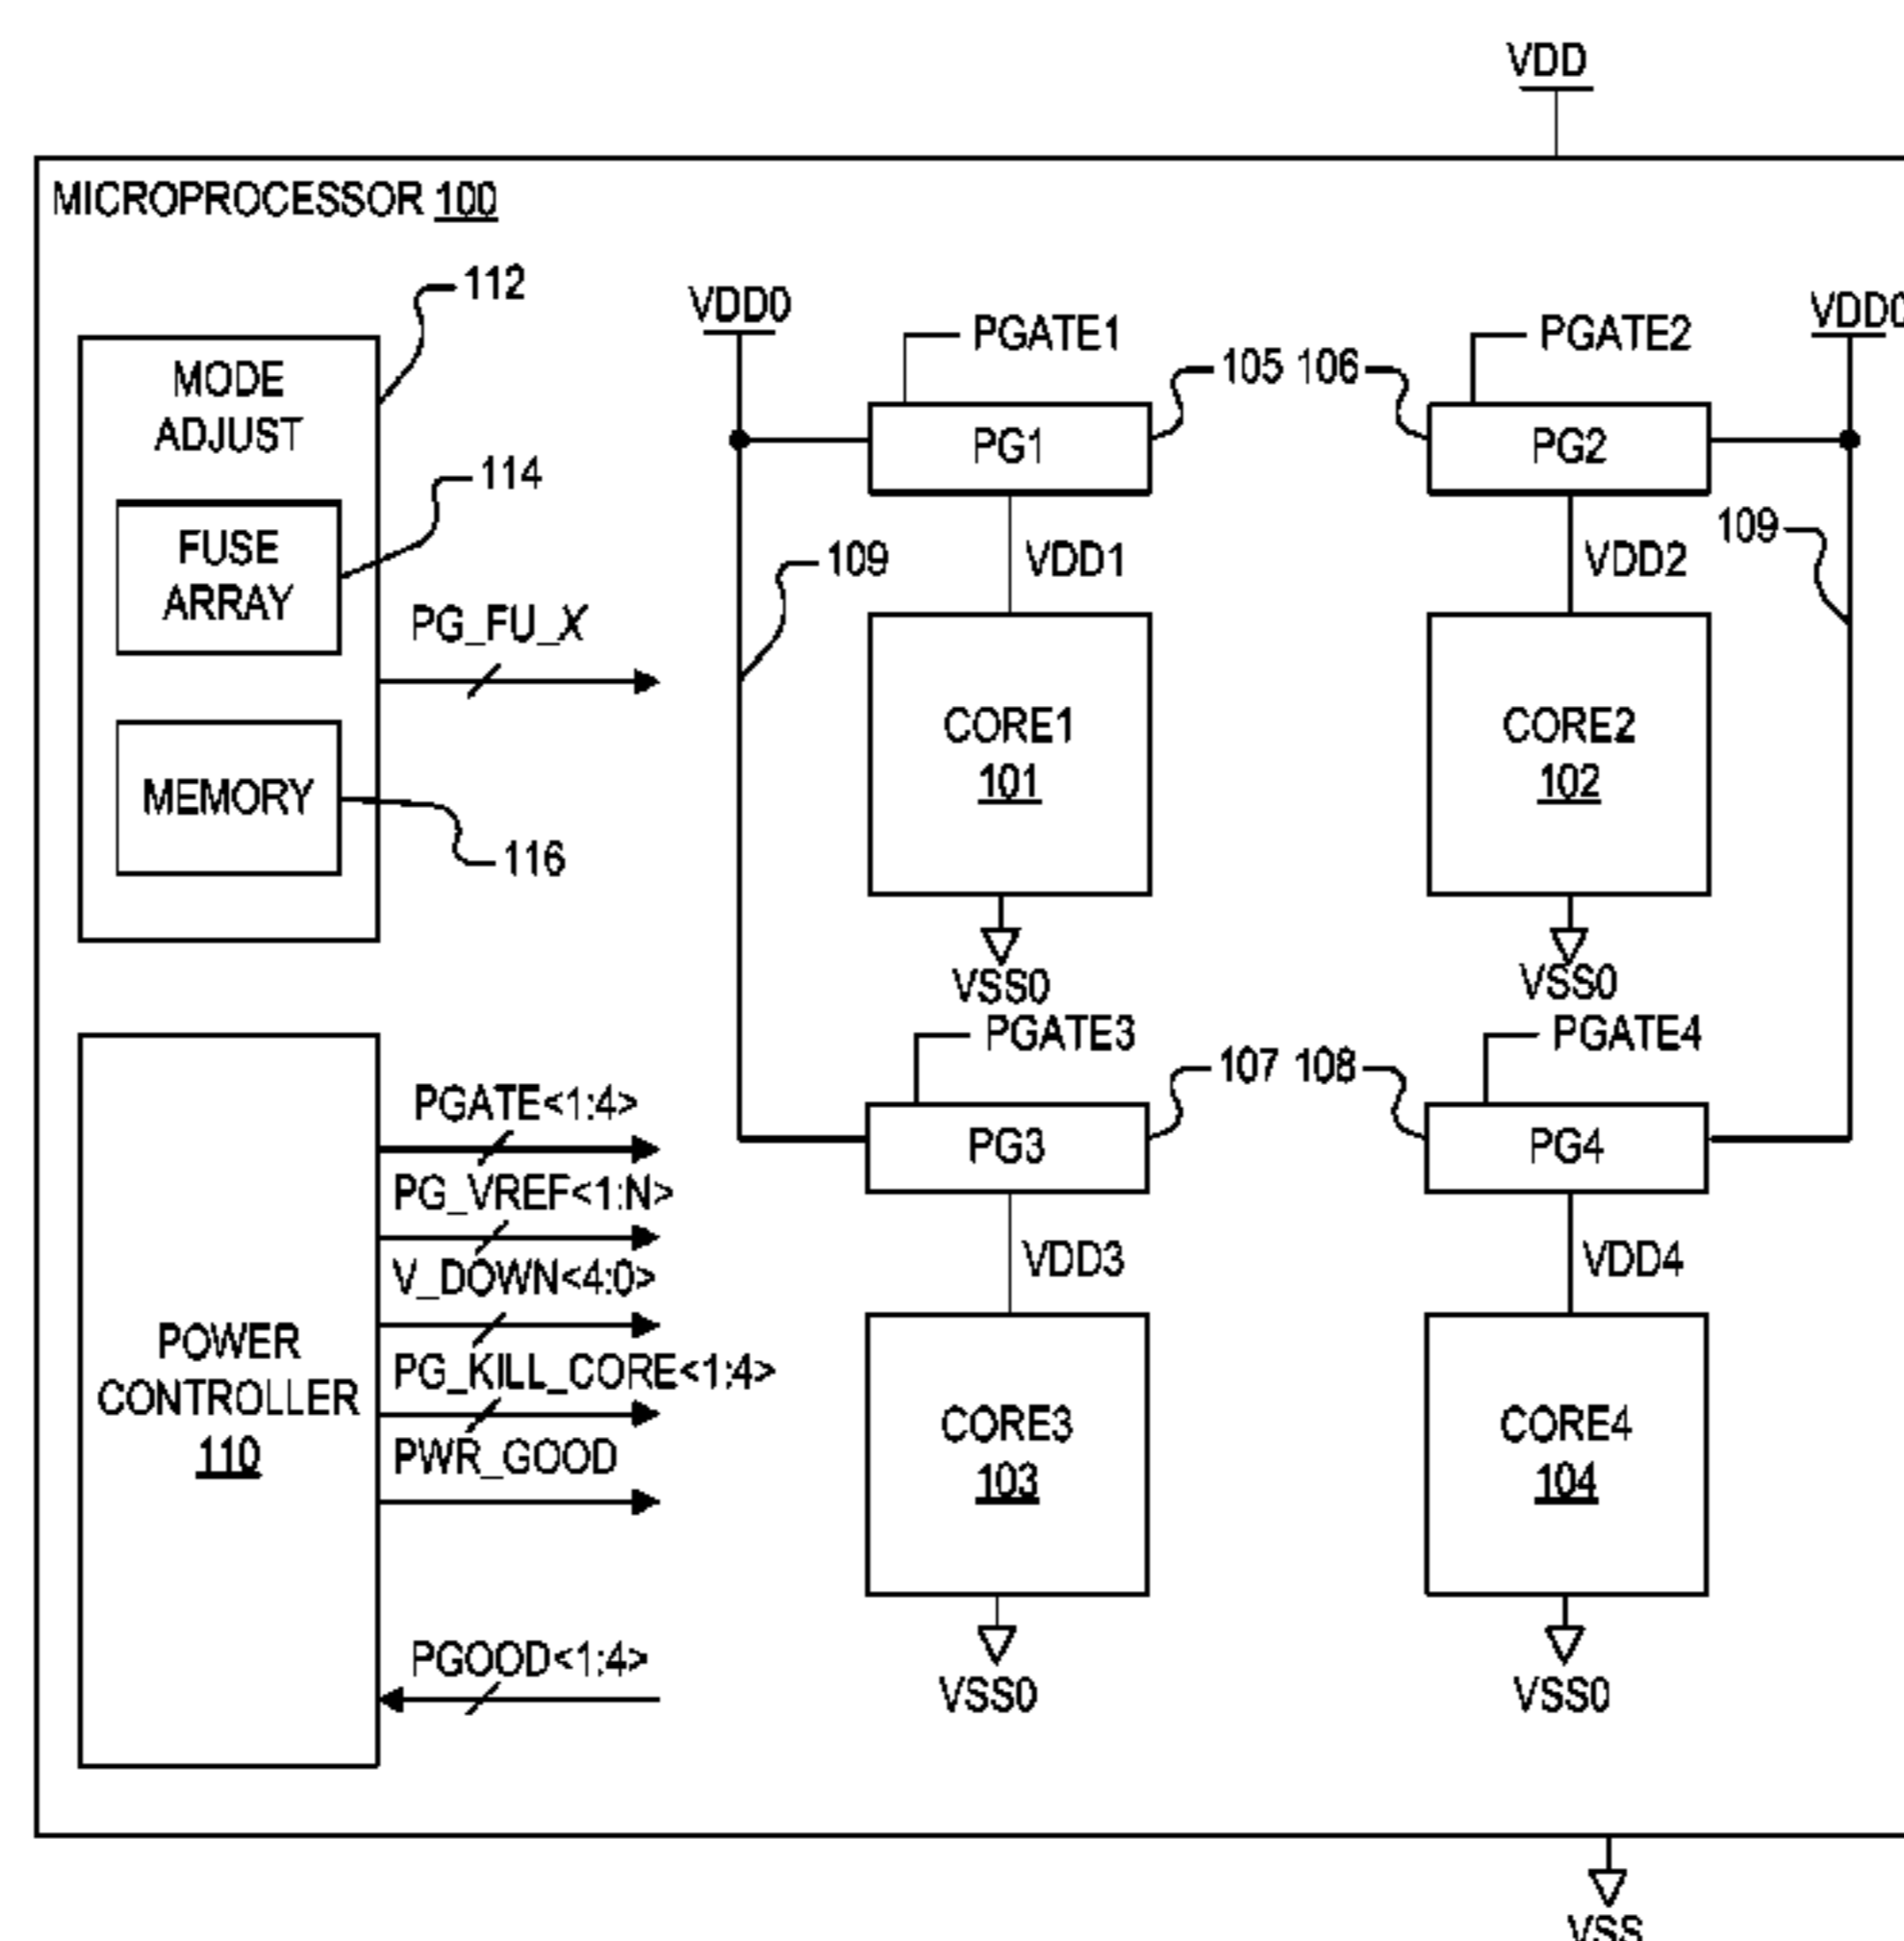 VDD
MICROPROCESSOR 100
112
MODE
ADJUST
114
FUSE
ARRAY
PG_FU_X
MEMORY
116
VDD0
PGATE1
105
106
PGATE2
VDD0
PG1
PG2
109
VDD1
VDD2
109
CORE1
101
CORE2
102
VSS0
VSS0
PGATE3
107
108
PGATE4
PG3
PG4
VDD3
VDD4
CORE3
103
CORE4
104
VSS0
VSS0
POWER
CONTROLLER
110
PGATE<1:4>
PG_VREF<1:N>
V_DOWN<4:0>
PG_KILL_CORE<1:4>
PWR_GOOD
PGOOD<1:4>
VSS